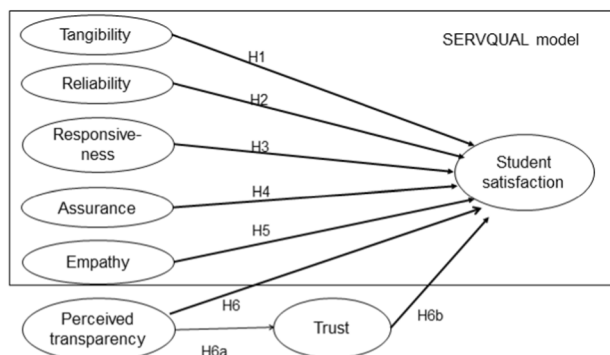 Tangibility
SERVQUAL model
H1
Reliability
H2
Responsive-
ness
H3
Student
satisfaction
Assurance
H4
Empathy
H5
H6
Perceived
transparency
Trust
H6b
H6a